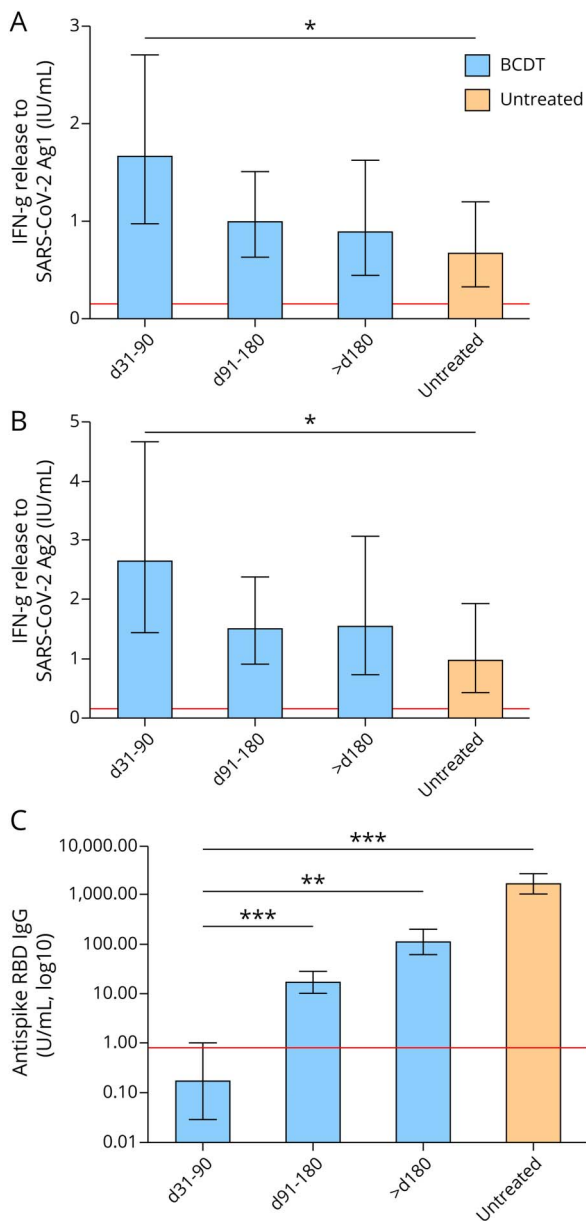 A
IFN-g release to
SARS-CoV-2 Ag1 (IU/mL)
3
2
1
0
*
BCDT
Untreated
d31-90
d91-180
>d180
Untreated
B
IFN-g release to
SARS-CoV-2 Ag2 (IU/mL)
5
4
3
2
1
0
*
d31-90
d91-180
>d180
Untreated
C
Antispike RBD IgG
(U/mL, log10)
10,000.00
1,000.00
100.00
10.00
1.00
0.10
0.01
***
**
***
d31-90
d91-180
>d180
Untreated